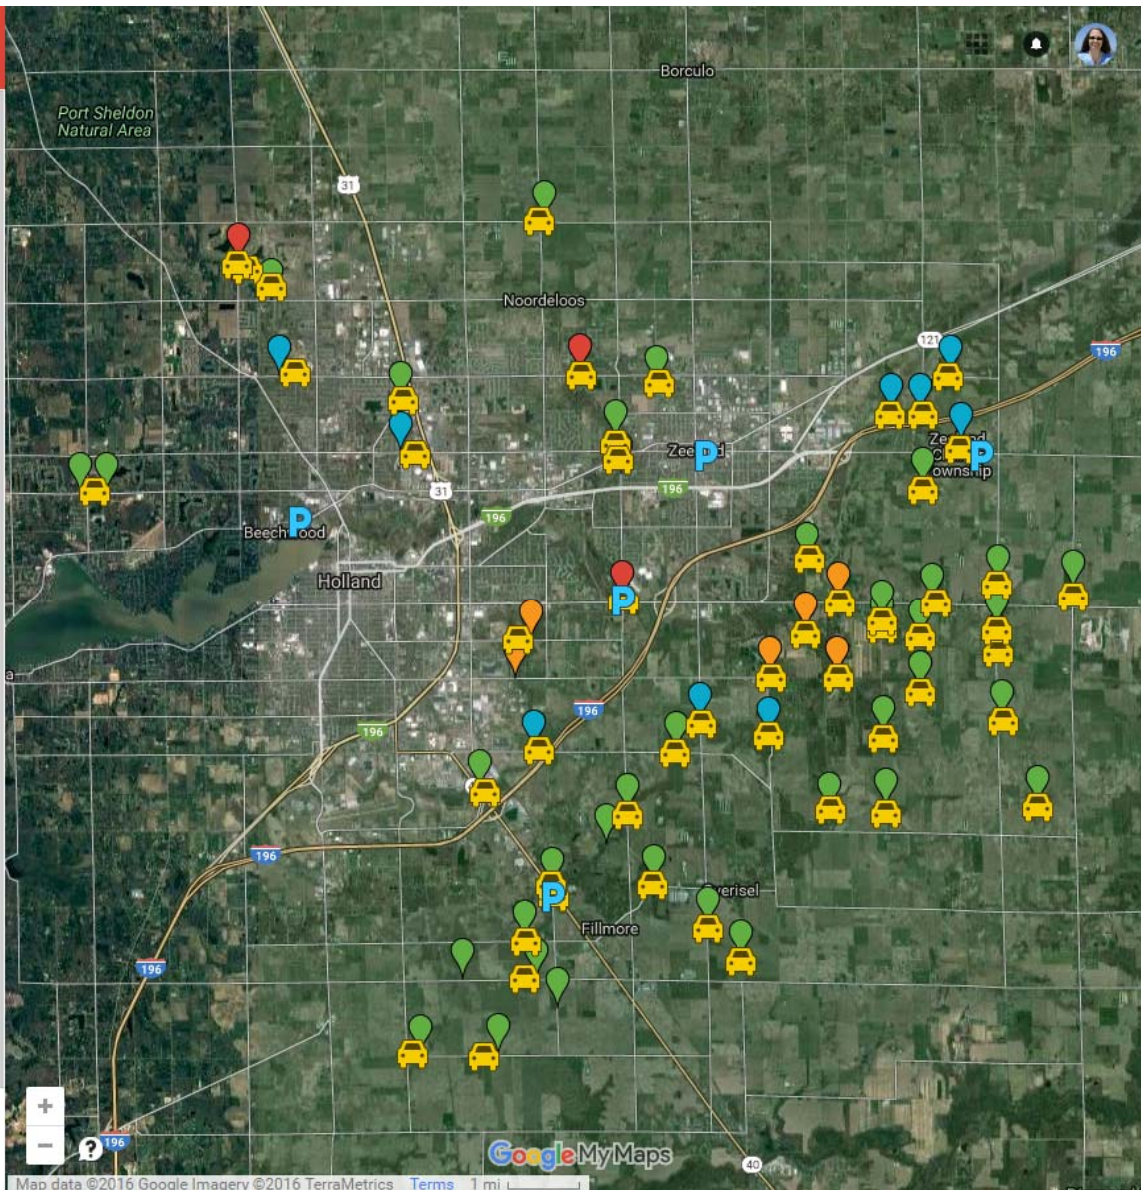 Borculo
Port Sheldon
Natural Area
31
Noordeloos
121
196
31
196
196
Beechwood
Holland
196
196
196
Fillmore
196
196
Google My Maps
40
Map data ©2016 Google Imagery ©2016 TerraMetrics Terms 1 mi
P
P
P
P
P
ownship
+
−
?